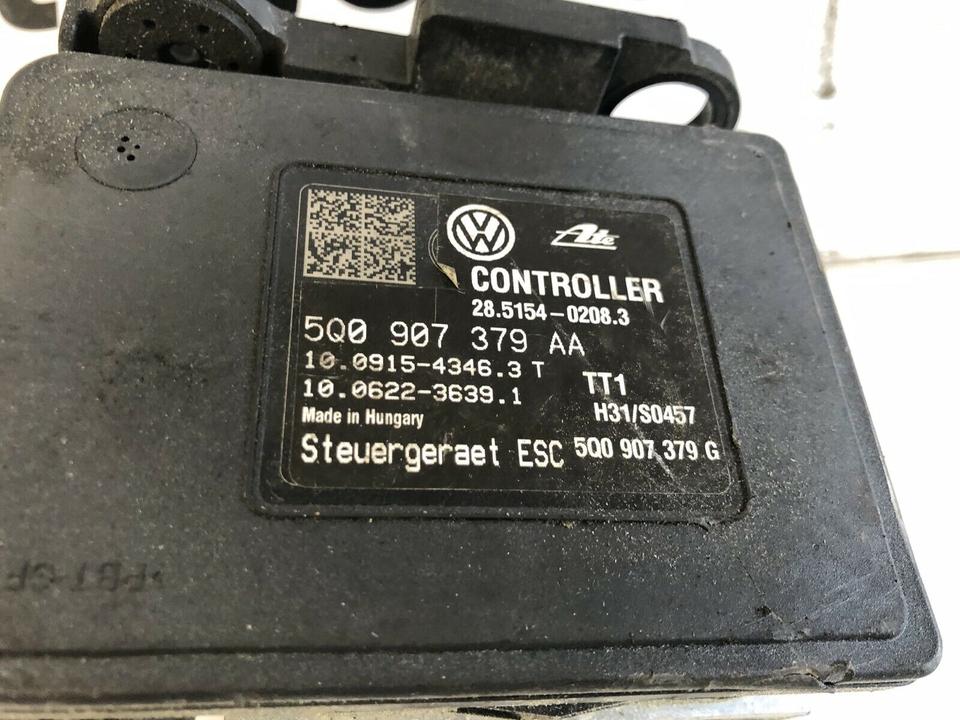 VW Ate
CONTROLLER
28.5154-0208.3
5Q0 907 379 AA
10.0915-4346.3 T
10.0622-3639.1
TT1
Made in Hungary
H31/S0457
Steuergeraet ESC 5Q0 907 379 G